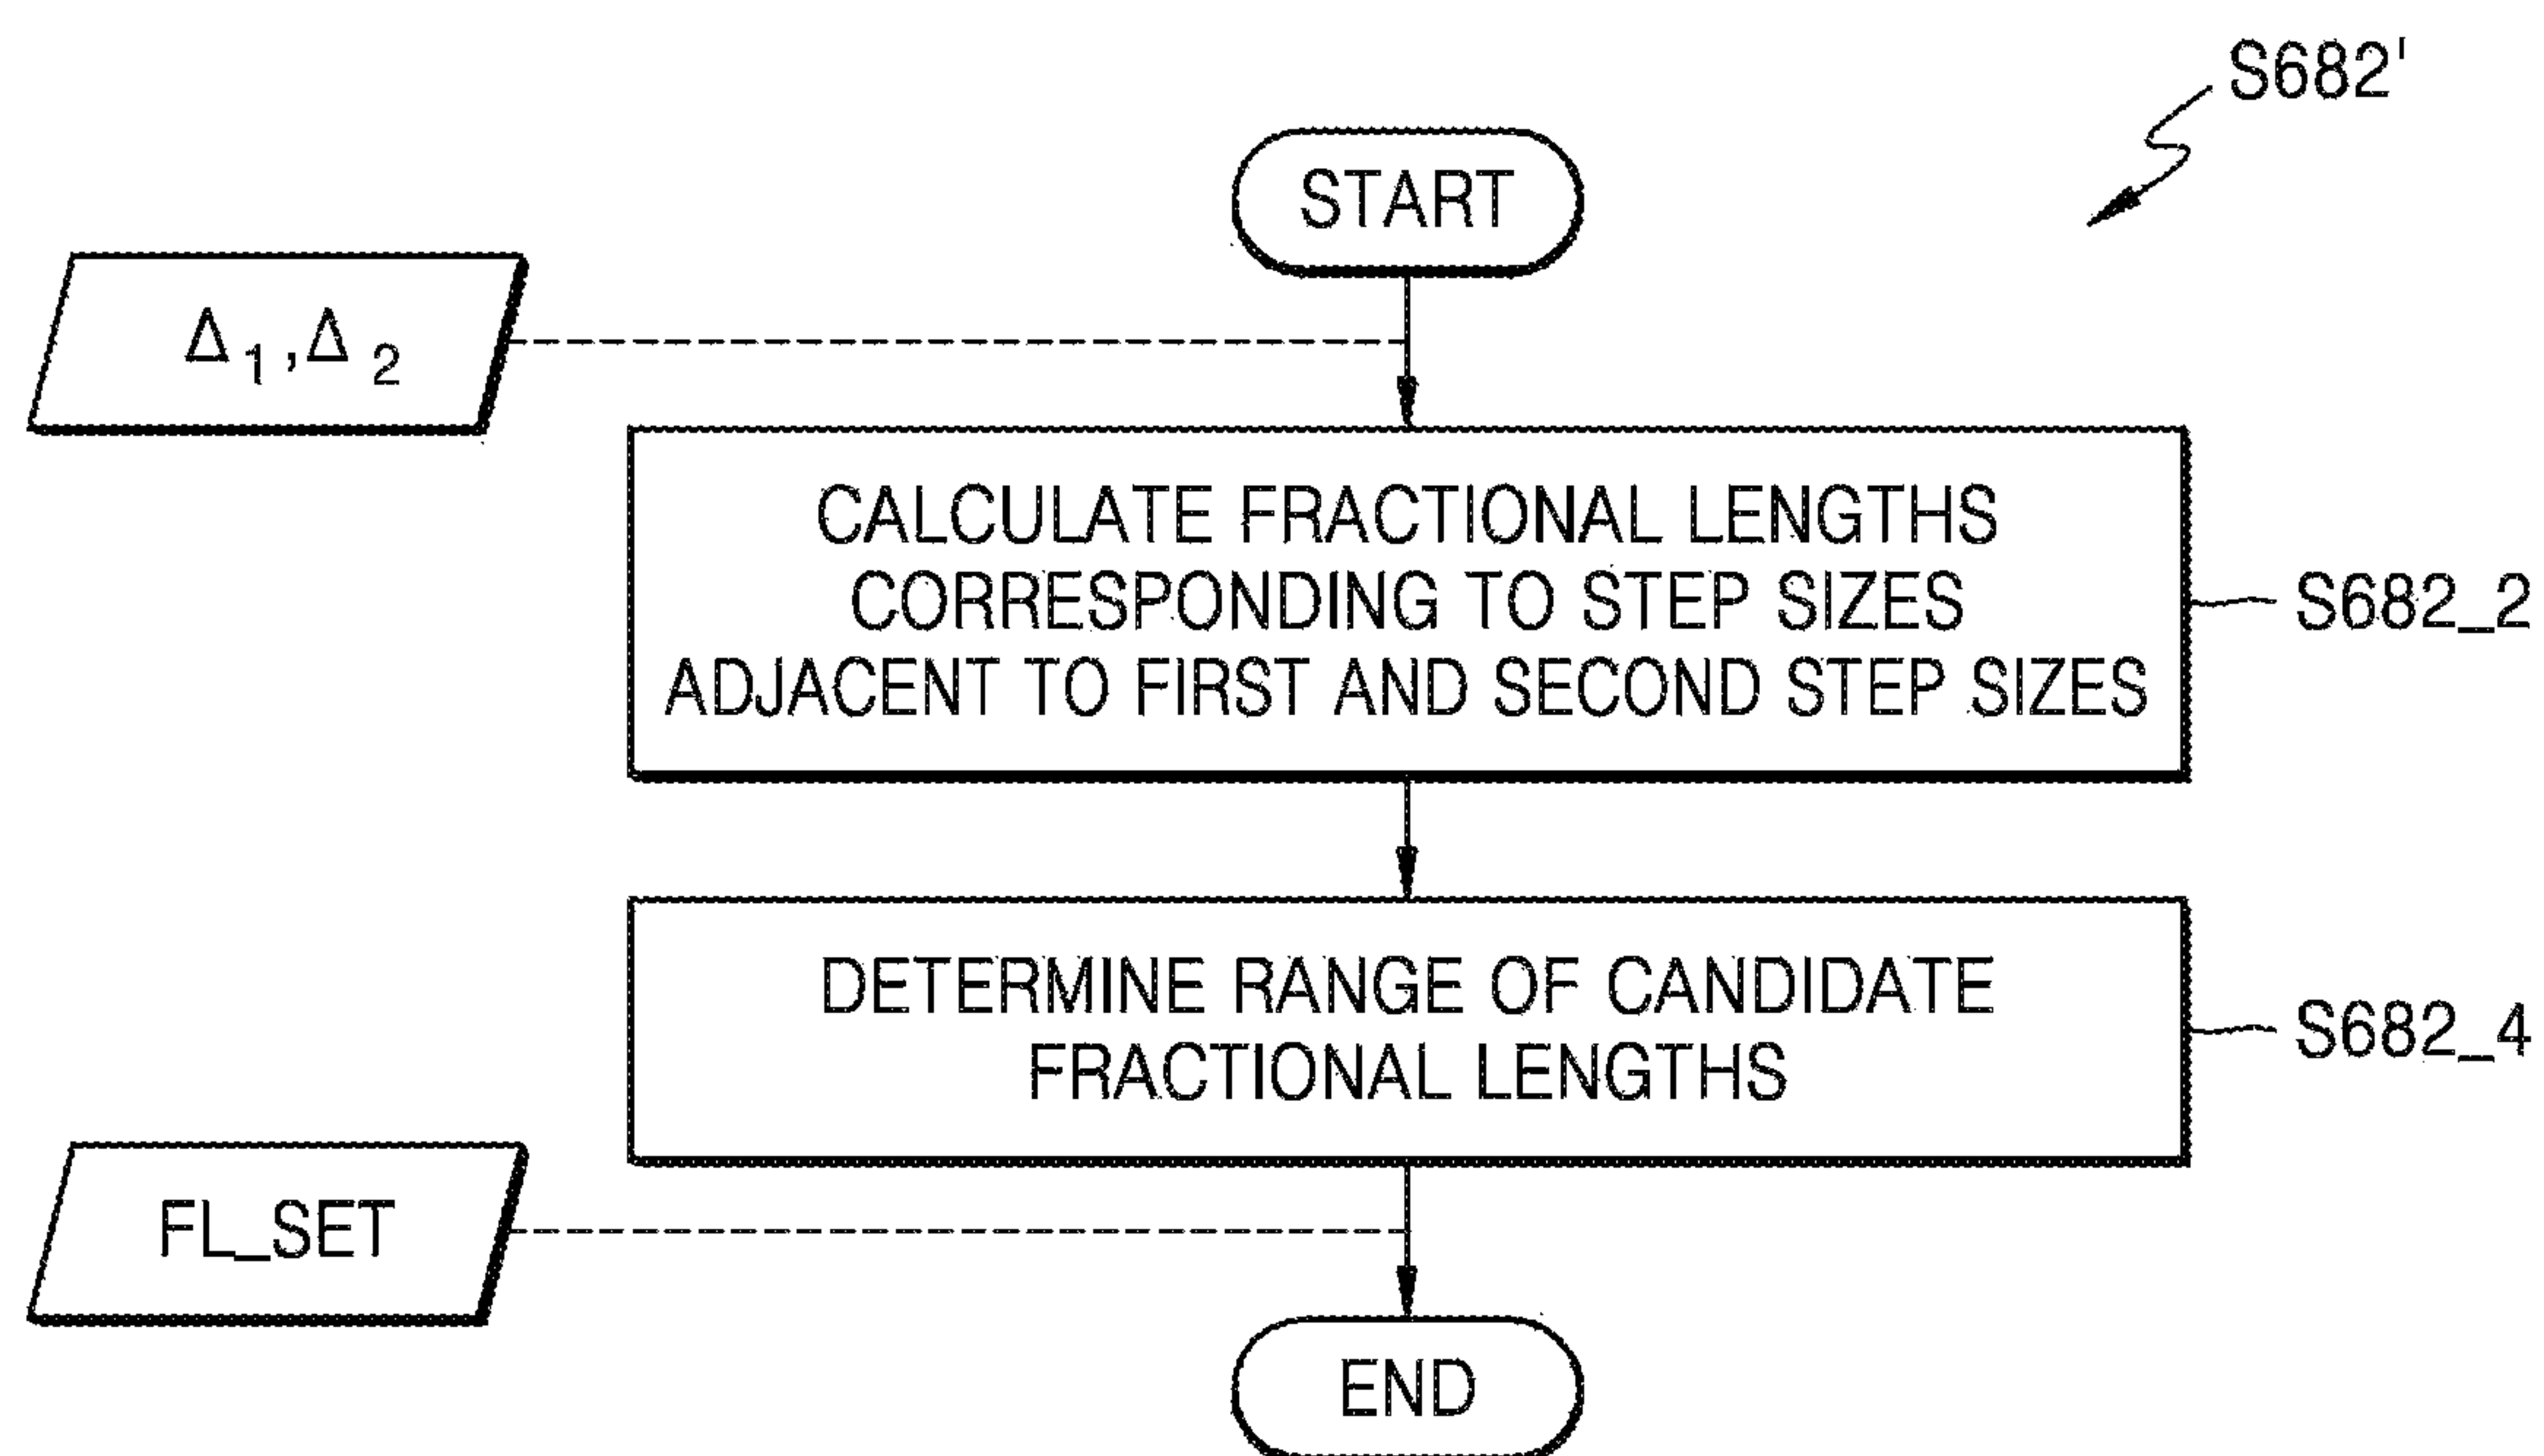 S682'
START
Δ1,Δ2
CALCULATE FRACTIONAL LENGTHS
CORRESPONDING TO STEP SIZES
ADJACENT TO FIRST AND SECOND STEP SIZES
S682_2
DETERMINE RANGE OF CANDIDATE
FRACTIONAL LENGTHS
S682_4
FL_SET
END